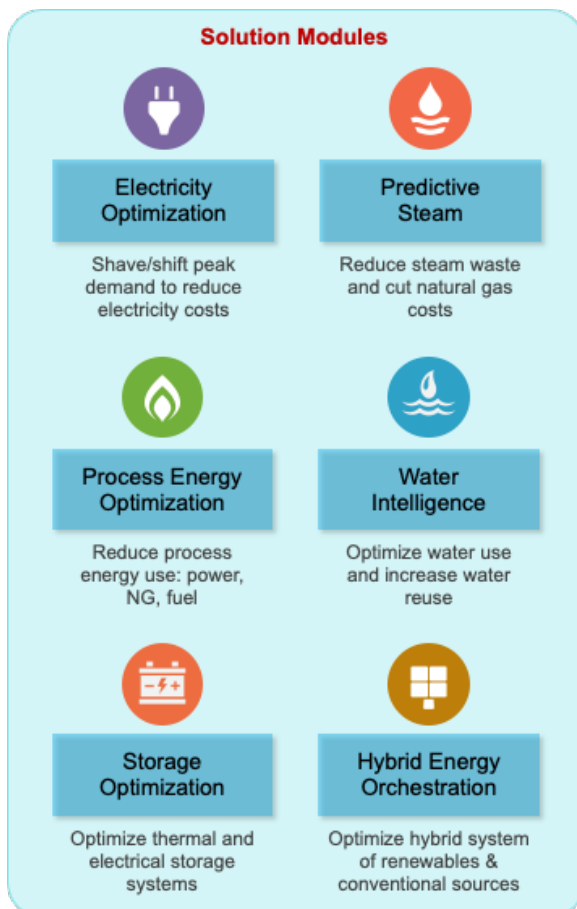 Solution Modules
Electricity
Optimization
Shave/shift peak
demand to reduce
electricity costs
Predictive
Steam
Reduce steam waste
and cut natural gas
costs
Process Energy
Optimization
Reduce process
energy use: power,
NG, fuel
Water
Intelligence
Optimize water use
and increase water
reuse
Storage
Optimization
Optimize thermal and
electrical storage
systems
Hybrid Energy
Orchestration
Optimize hybrid system
of renewables &
conventional sources